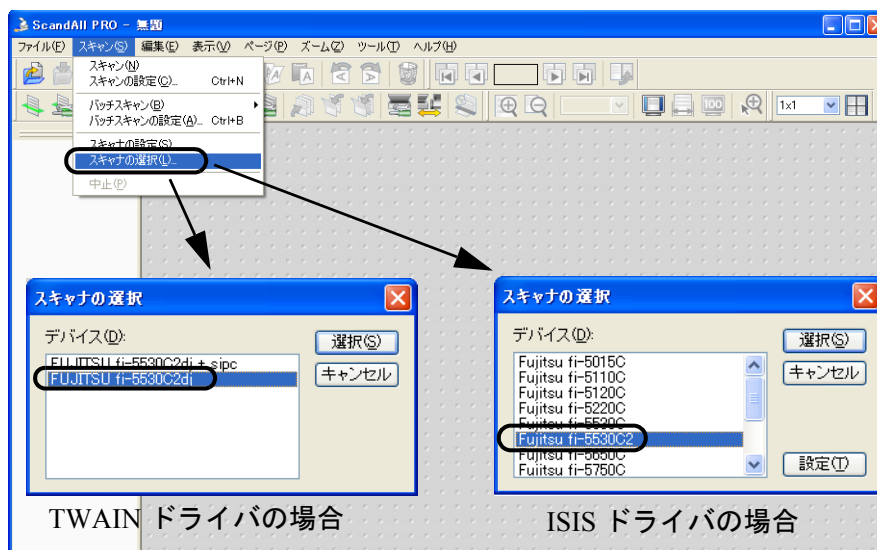 ScandAll PRO - 無題
ファイル(F) スキャン(S) 編集(E) 表示(V) ページ(P) ズーム(Z) ツール(T) ヘルプ(H)
スキャン(N)
スキャンの設定(C)... Ctrl+N
バッチスキャン(B)
バッチスキャンの設定(A)... Ctrl+B
スキャナの設定(S)...
スキャナの選択(L)...
中止(P)
100
1x1
スキャナの選択
デバイス(D):
FUJITSU fi-5530C2dj + sipc
FUJITSU fi-5530C2dj
選択(S)
キャンセル
TWAIN ドライバの場合
スキャナの選択
デバイス(D):
Fujitsu fi-5015C
Fujitsu fi-5110C
Fujitsu fi-5120C
Fujitsu fi-5220C
Fujitsu fi-5530C
Fujitsu fi-5530C2
Fujitsu fi-5650C
Fujitsu fi-5750C
選択(S)
キャンセル
設定(T)
ISIS ドライバの場合